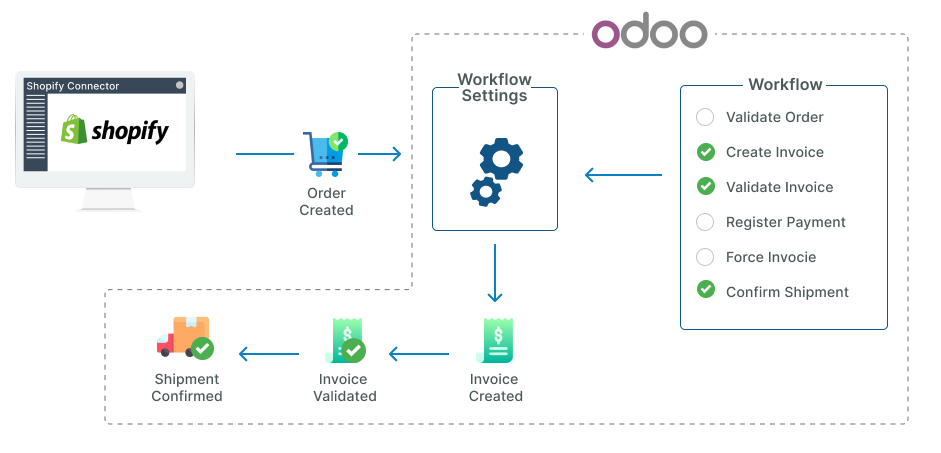 odoo
Shopify Connector
shopify
Order
Created
Workflow
Settings
Workflow
Validate Order
Create Invoice
Validate Invoice
Register Payment
Force Invocie
Confirm Shipment
Shipment
Confirmed
$
Invoice
Validated
$
Invoice
Created